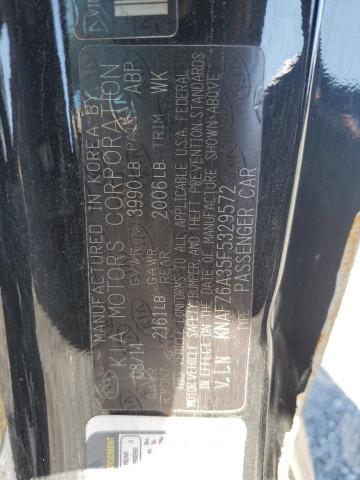 MANUFACTURED IN KOREA BY
KIA MOTORS CORPORATION
08/14 GVWR 3990LB PAINT ABP
GAWR FRONT 2161LB GAWR REAR 2006LB TRIM WK
THIS VEHICLE CONFORMS TO ALL APPLICABLE U.S.A. FEDERAL
MOTOR VEHICLE SAFETY, BUMPER, AND THEFT PREVENTION STANDARDS
IN EFFECT ON THE DATE OF MANUFACTURE SHOWN ABOVE
V.I.N KNAFZ6A35F5329572
TYPE: PASSENGER CAR